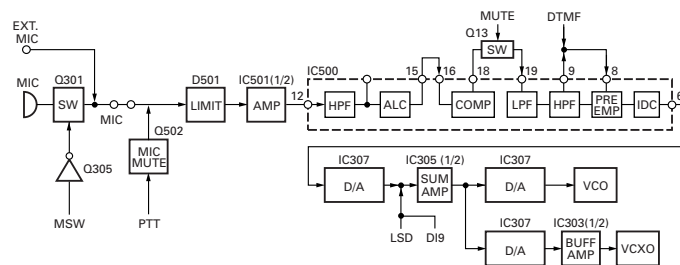 EXT.
MIC
MIC
Q301
SW
MIC
Q305
MSW
Q502
MIC
MUTE
PTT
D501
LIMIT
IC501(1/2)
AMP
12
IC500
HPF
ALC
15
16
COMP
18
MUTE
Q13
SW
19
LPF
HPF
9
DTMF
8
PRE
EMP
IDC
6
IC307
D/A
LSD
DI9
IC305 (1/2)
SUM
AMP
IC307
D/A
VCO
IC307
D/A
IC303(1/2)
BUFF
AMP
VCXO